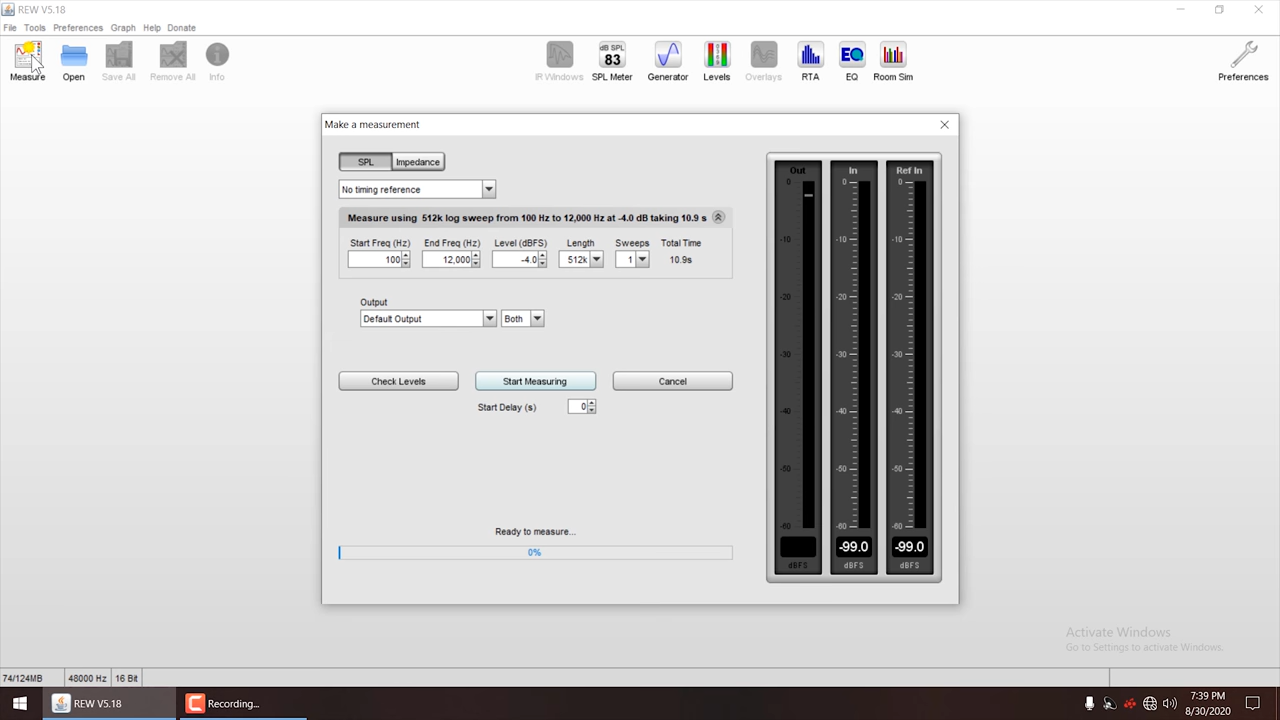 REW V5.18
File Tools Preferences Graph Help Donate
dB SPL
83
EQ
Measure Open Save All Remove All Info IR Windows SPL Meter Generator Levels Overlays RTA EQ Room Sim Preferences
Make a measurement
SPL Impedance
No timing reference
Measure using 512k log sweep from 100 Hz to 12,000 Hz at -4.0 dB taking 10.9 s
Start Freq (Hz) End Freq (Hz) Level (dBFS) Length Sweeps Total Time
100 12,000 -4.0 512k 1 10.9s
Output
Default Output Both
Check Levels Start Measuring Cancel
Start Delay (s) 0
Ready to measure...
0%
Out In Ref In
0 0 0
-10 -10 -10
-20 -20 -20
-30 -30 -30
-40 -40 -40
-50 -50 -50
-60 -60 -60
-99.0 -99.0
dBFS dBFS dBFS
Activate Windows
Go to Settings to activate Windows.
74/124MB 48000 Hz 16 Bit
REW V5.18 Recording... 7:39 PM
8/30/2020